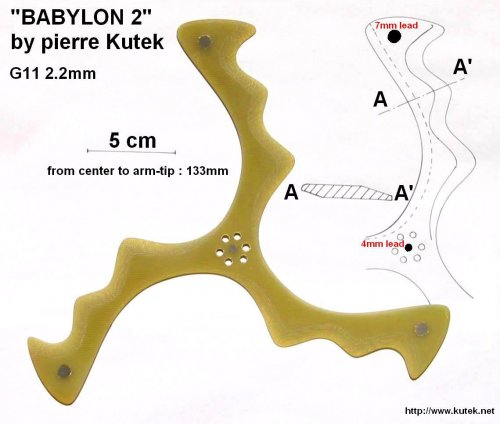 "BABYLON 2"
by pierre Kutek
G11 2.2mm
5 cm
from center to arm-tip : 133mm
7mm lead
A A'
A A'
4mm lead
http://www.kutek.net